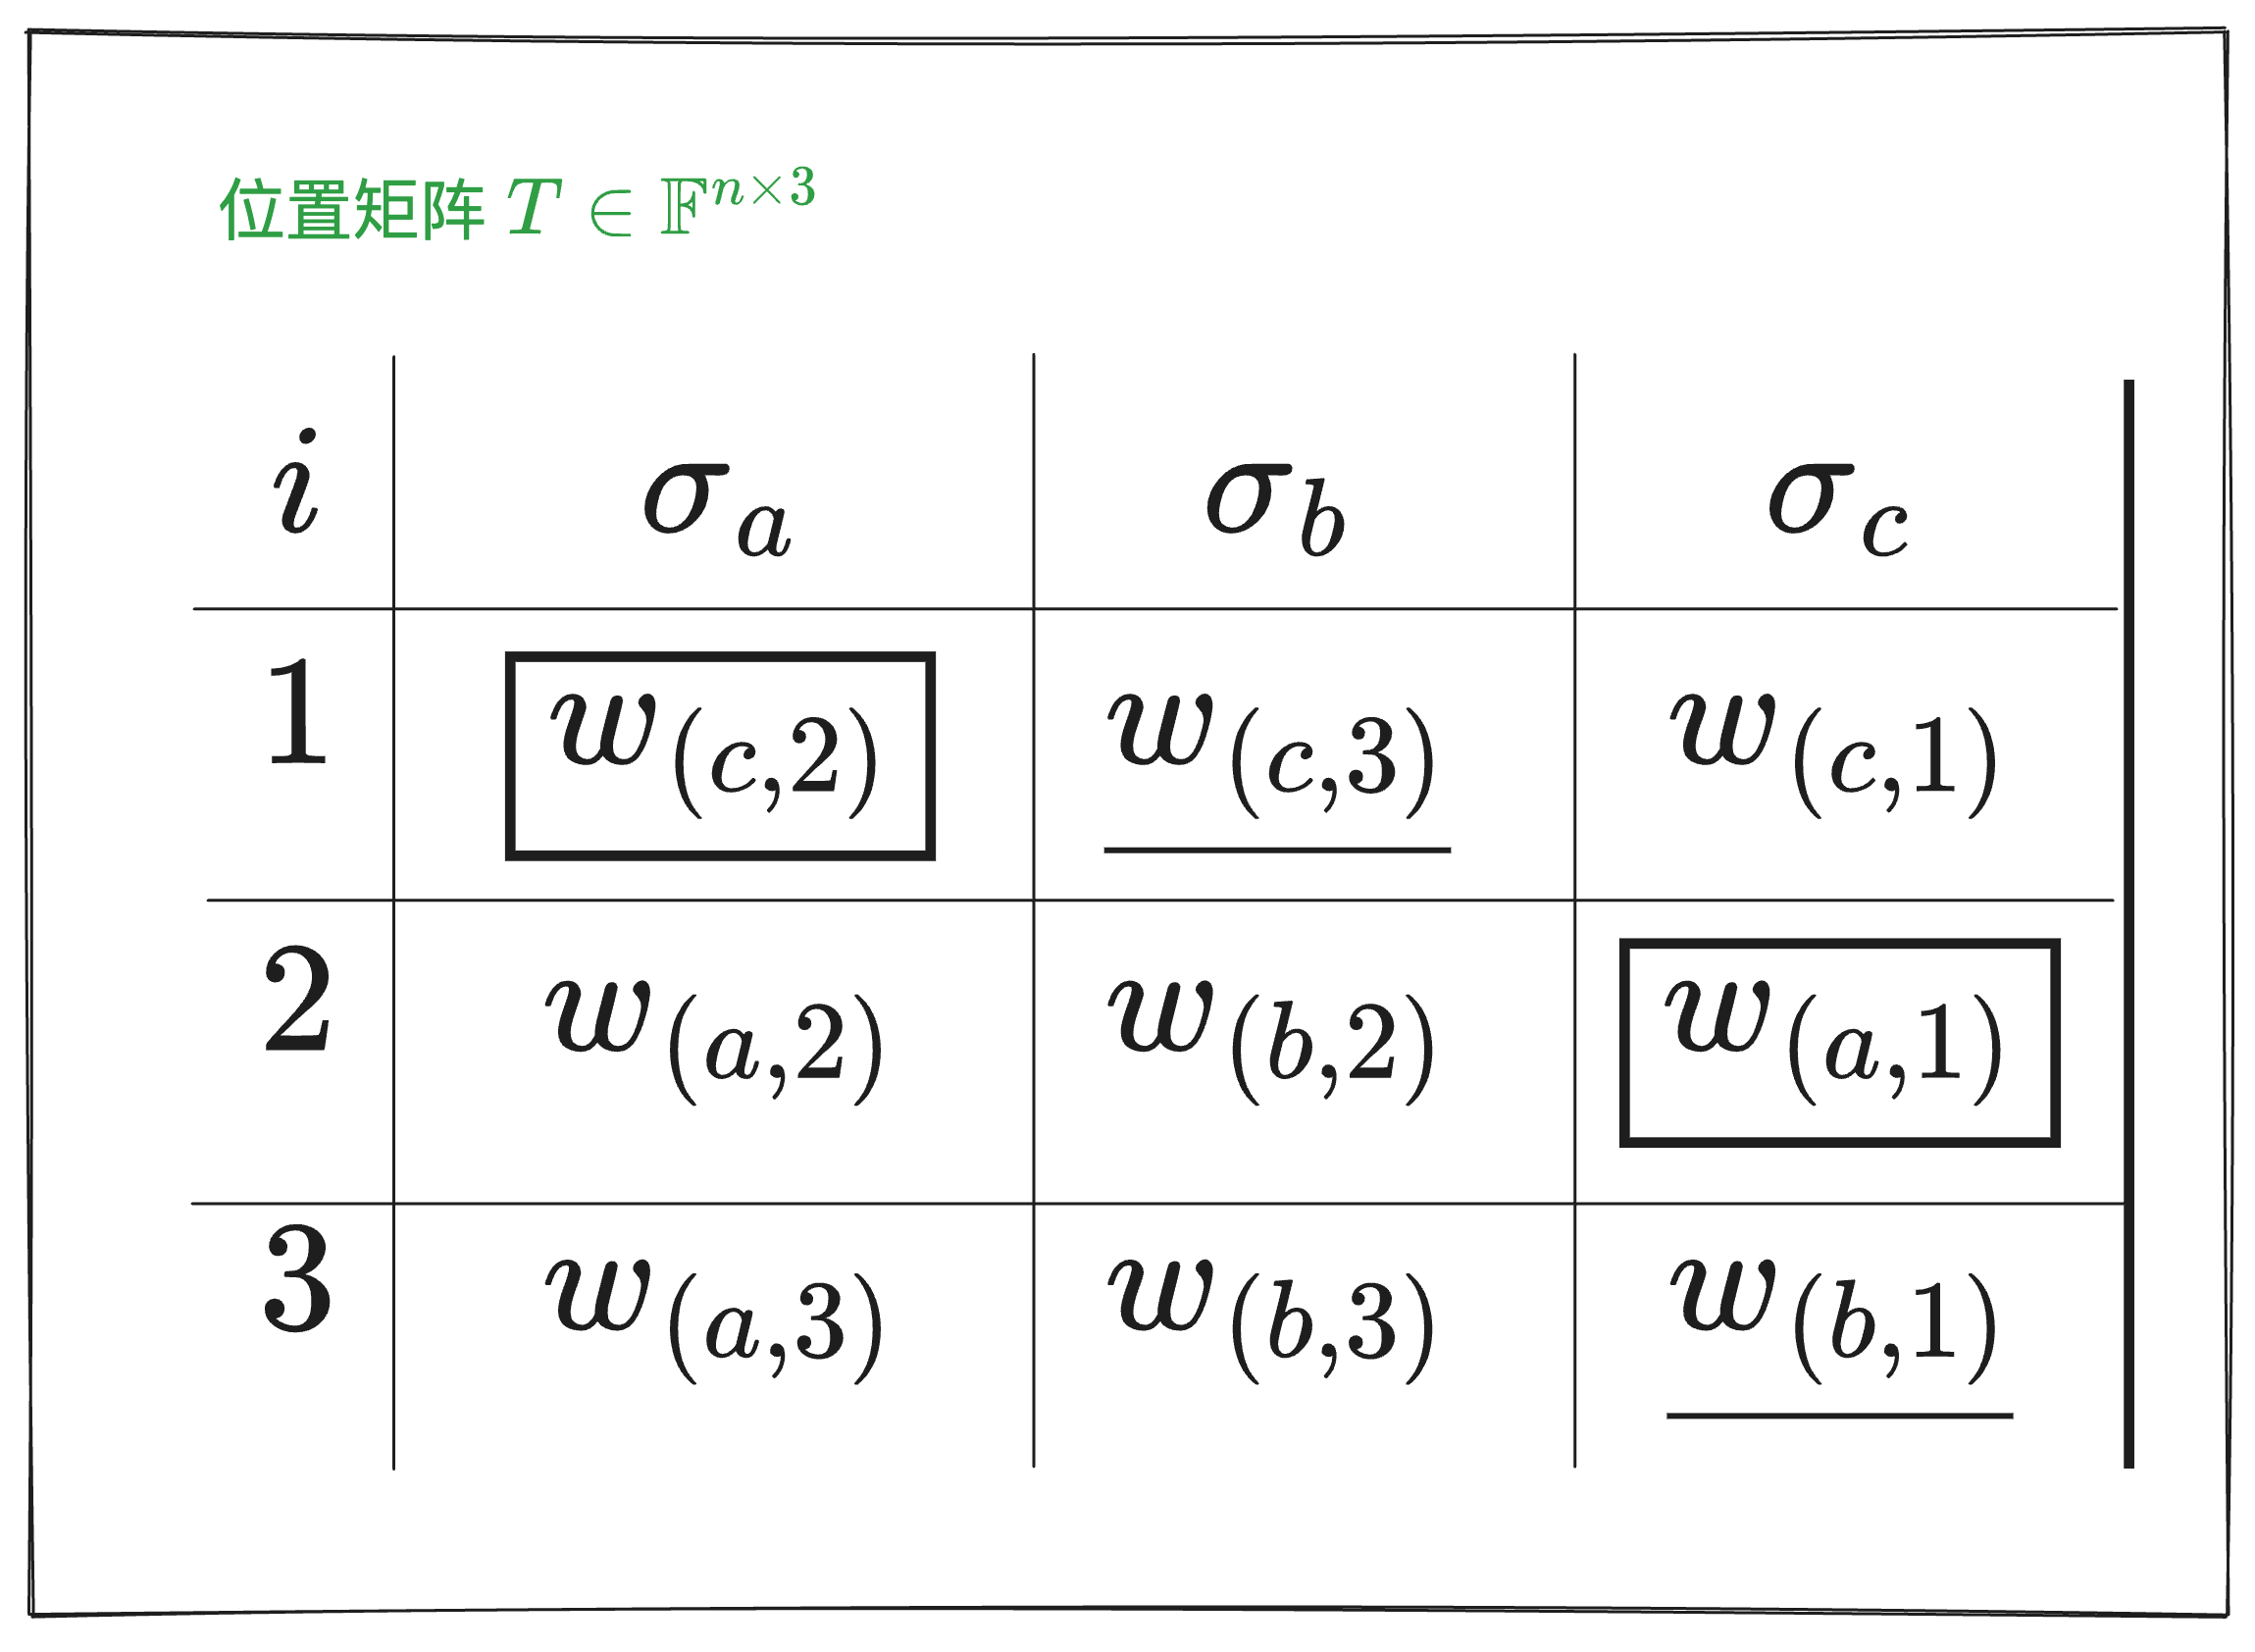 位置矩阵 $T \in \mathbb{F}^{n \times 3}$
$i$ $\sigma_a$ $\sigma_b$ $\sigma_c$
1 $w_{(c,2)}$ $w_{(c,3)}$ $w_{(c,1)}$
2 $w_{(a,2)}$ $w_{(b,2)}$ $w_{(a,1)}$
3 $w_{(a,3)}$ $w_{(b,3)}$ $w_{(b,1)}$